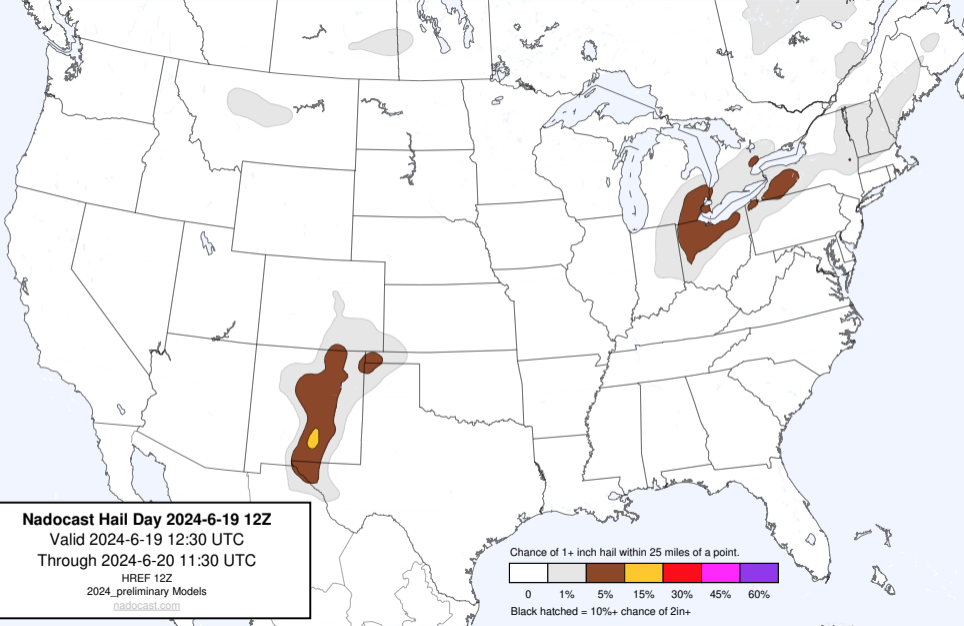 Nadocast Hail Day 2024-6-19 12Z
Valid 2024-6-19 12:30 UTC
Through 2024-6-20 11:30 UTC
HREF 12Z
2024_preliminary Models
nadocast.com
Chance of 1+ inch hail within 25 miles of a point.
0 1% 5% 15% 30% 45% 60%
Black hatched = 10%+ chance of 2in+